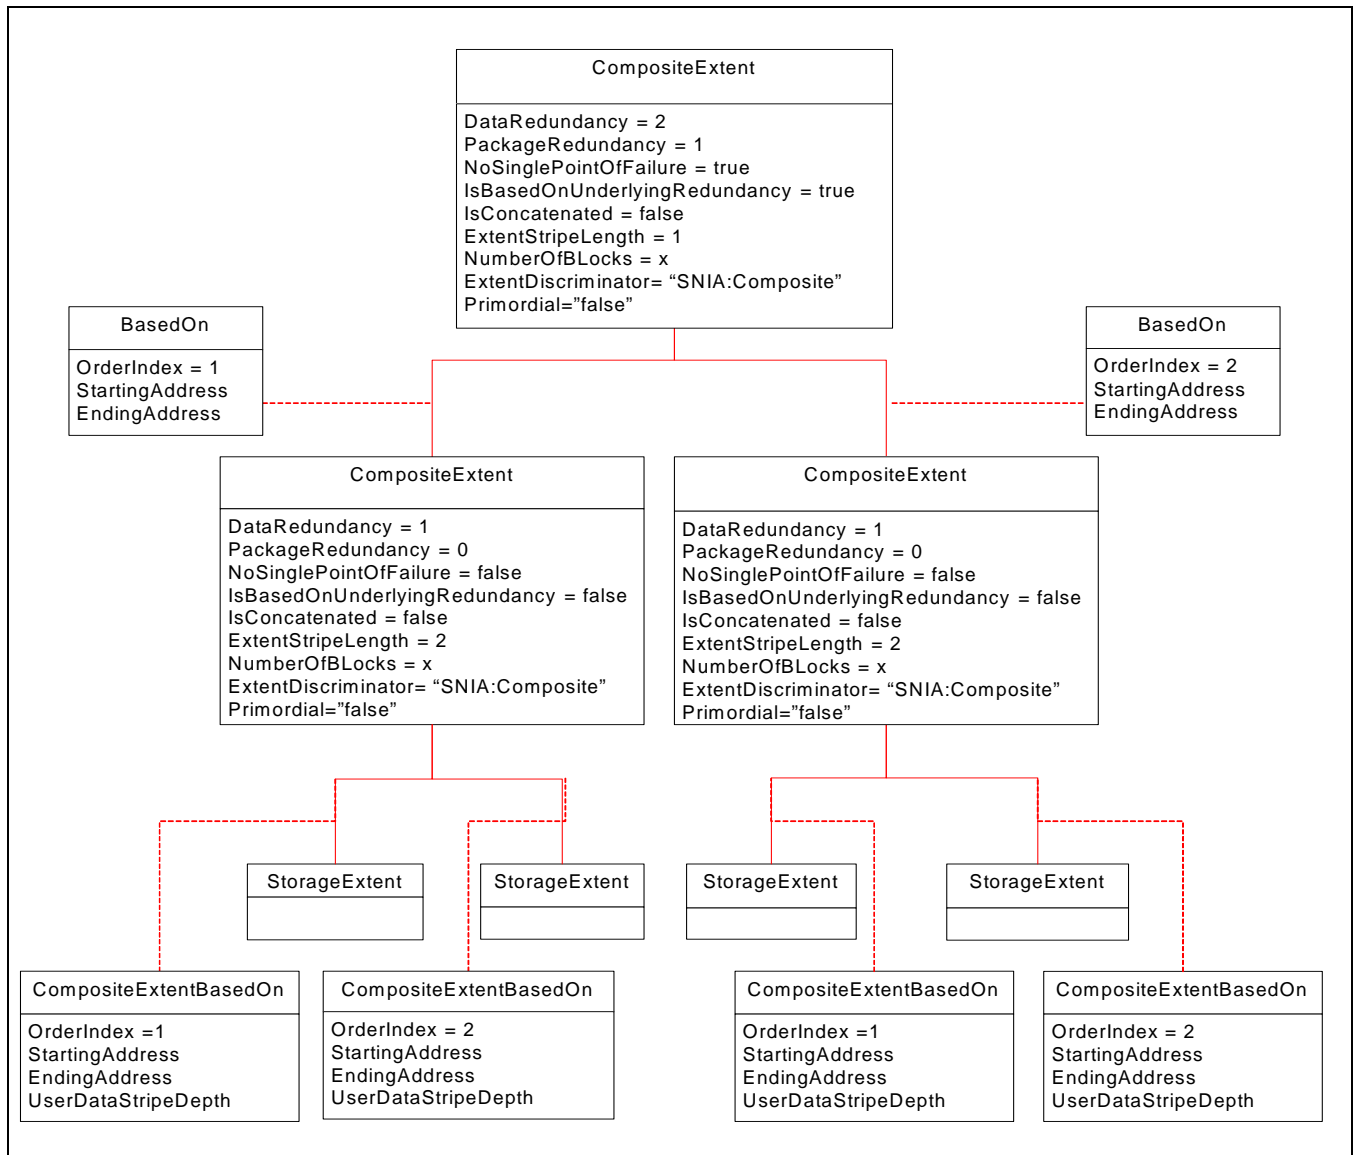 CompositeExtent
DataRedundancy = 2
PackageRedundancy = 1
NoSinglePointOfFailure = true
IsBasedOnUnderlyingRedundancy = true
IsConcatenated = false
ExtentStripeLength = 1
NumberOfBLocks = x
ExtentDiscriminator= “SNIA:Composite”
Primordial=”false”
BasedOn
OrderIndex = 1
StartingAddress
EndingAddress
BasedOn
OrderIndex = 2
StartingAddress
EndingAddress
CompositeExtent
DataRedundancy = 1
PackageRedundancy = 0
NoSinglePointOfFailure = false
IsBasedOnUnderlyingRedundancy = false
IsConcatenated = false
ExtentStripeLength = 2
NumberOfBLocks = x
ExtentDiscriminator= “SNIA:Composite”
Primordial=”false”
CompositeExtent
DataRedundancy = 1
PackageRedundancy = 0
NoSinglePointOfFailure = false
IsBasedOnUnderlyingRedundancy = false
IsConcatenated = false
ExtentStripeLength = 2
NumberOfBLocks = x
ExtentDiscriminator= “SNIA:Composite”
Primordial=”false”
StorageExtent
StorageExtent
StorageExtent
StorageExtent
CompositeExtentBasedOn
OrderIndex =1
StartingAddress
EndingAddress
UserDataStripeDepth
CompositeExtentBasedOn
OrderIndex = 2
StartingAddress
EndingAddress
UserDataStripeDepth
CompositeExtentBasedOn
OrderIndex =1
StartingAddress
EndingAddress
UserDataStripeDepth
CompositeExtentBasedOn
OrderIndex = 2
StartingAddress
EndingAddress
UserDataStripeDepth